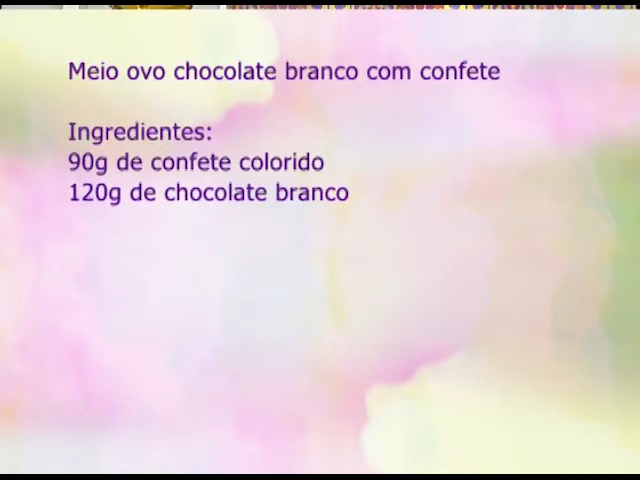 Meio ovo chocolate branco com confete
Ingredientes:
90g de confete colorido
120g de chocolate branco